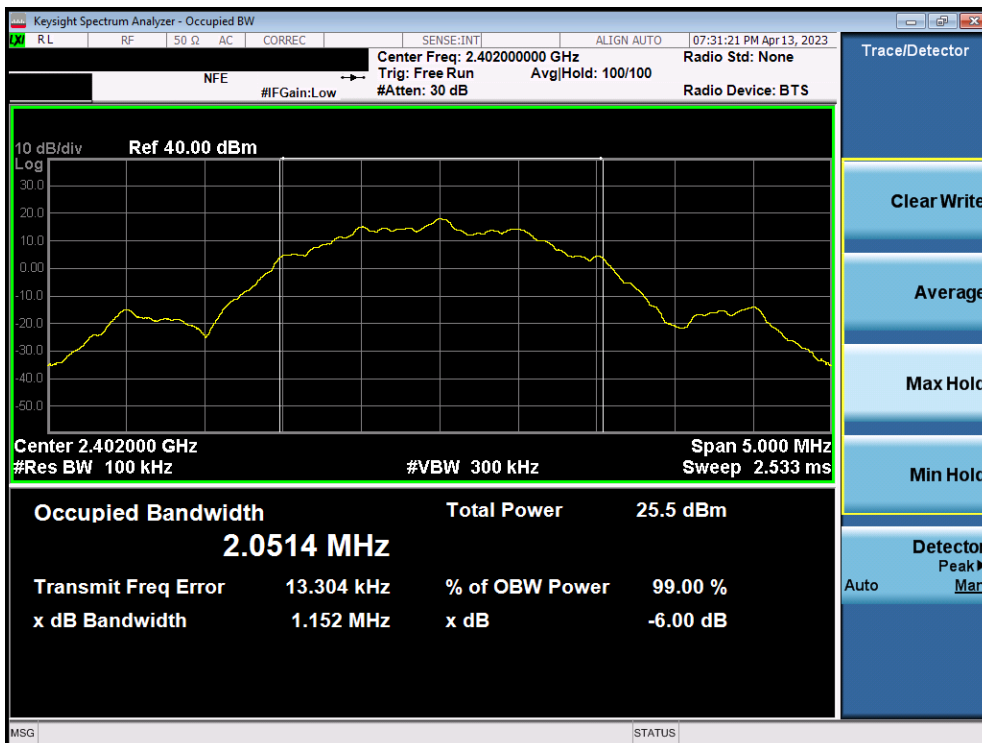 Keysight Spectrum Analyzer - Occupied BW
LXI RL RF 50 Ω AC CORREC SENSE:INT ALIGN AUTO 07:31:21 PM Apr 13, 2023
Center Freq: 2.402000000 GHz Radio Std: None
NFE Trig: Free Run Avg|Hold: 100/100
#IFGain:Low #Atten: 30 dB Radio Device: BTS
10 dB/div Ref 40.00 dBm
Log
30.0
20.0
10.0
0.00
-10.0
-20.0
-30.0
-40.0
-50.0
Center 2.402000 GHz Span 5.000 MHz
#Res BW 100 kHz #VBW 300 kHz Sweep 2.533 ms
Occupied Bandwidth Total Power 25.5 dBm
2.0514 MHz
Transmit Freq Error 13.304 kHz % of OBW Power 99.00 %
x dB Bandwidth 1.152 MHz x dB -6.00 dB
MSG STATUS
Trace/Detector
Clear Write
Average
Max Hold
Min Hold
Detector
Peak
Auto Man